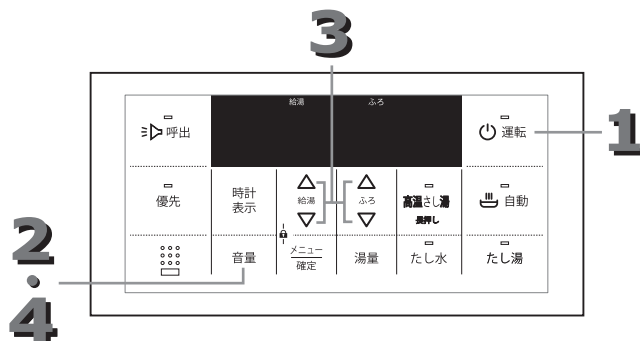 3
給湯 ふろ
呼出 運転 1
優先 時計 給湯 ふろ 高温さし湯 自動
表示 長押し
2・4
音量 メニュー 湯量 たし水 たし湯
確定